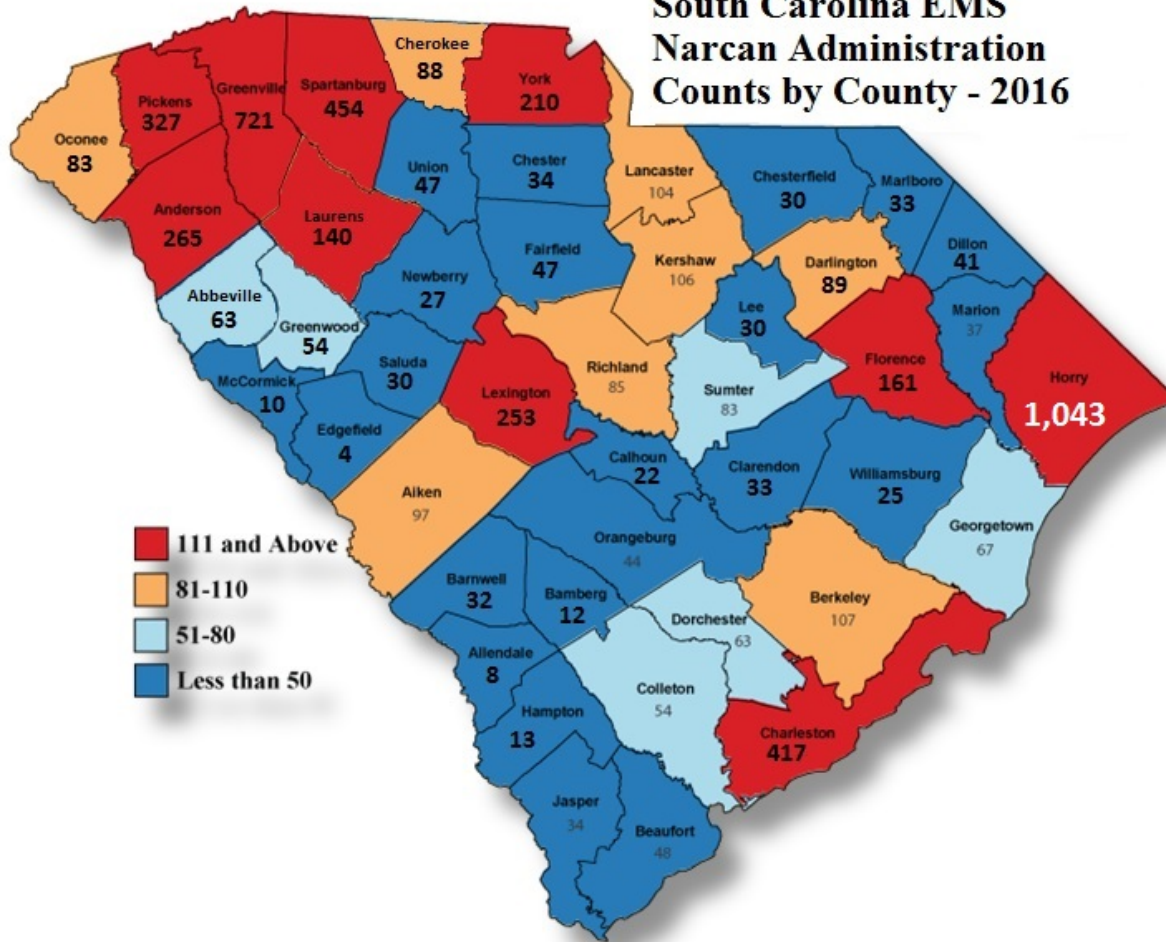 South Carolina EMS
Narcan Administration
Counts by County - 2016
Cherokee
88
York
210
Spartanburg
454
Greenville
721
Pickens
327
Oconee
83
Union
47
Chester
34
Lancaster
104
Chesterfield
30
Marlboro
33
Anderson
265
Laurens
140
Fairfield
47
Kershaw
106
Darlington
89
Dillon
41
Newberry
27
Abbeville
63
Greenwood
54
Lee
30
Marion
37
Saluda
30
Richland
85
Florence
161
Horry
1,043
McCormick
10
Lexington
253
Sumter
83
Edgefield
4
Calhoun
22
Clarendon
33
Williamsburg
25
Aiken
97
Georgetown
67
Orangeburg
44
Barnwell
32
Bamberg
12
Berkeley
107
Dorchester
63
Allendale
8
Colleton
54
Hampton
13
Charleston
417
Jasper
34
Beaufort
48
111 and Above
81-110
51-80
Less than 50